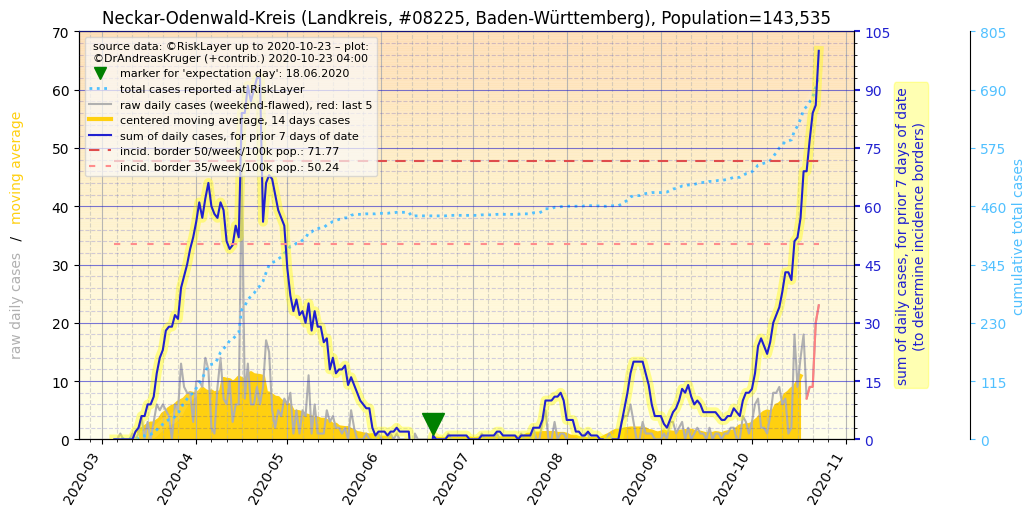 Neckar-Odenwald-Kreis (Landkreis, #08225, Baden-Württemberg), Population=143,535
source data: ©RiskLayer up to 2020-10-23 – plot:
©DrAndreasKruger (+contrib.) 2020-10-23 04:00
marker for 'expectation day': 18.06.2020
total cases reported at RiskLayer
raw daily cases (weekend-flawed), red: last 5
centered moving average, 14 days cases
sum of daily cases, for prior 7 days of date
incid. border 50/week/100k pop.: 71.77
incid. border 35/week/100k pop.: 50.24
raw daily cases / moving average
70
60
50
40
30
20
10
0
105
90
75
60
45
30
15
0
sum of daily cases, for prior 7 days of date
(to determine incidence borders)
805
690
575
460
345
230
115
0
cumulative total cases
2020-03
2020-04
2020-05
2020-06
2020-07
2020-08
2020-09
2020-10
2020-11